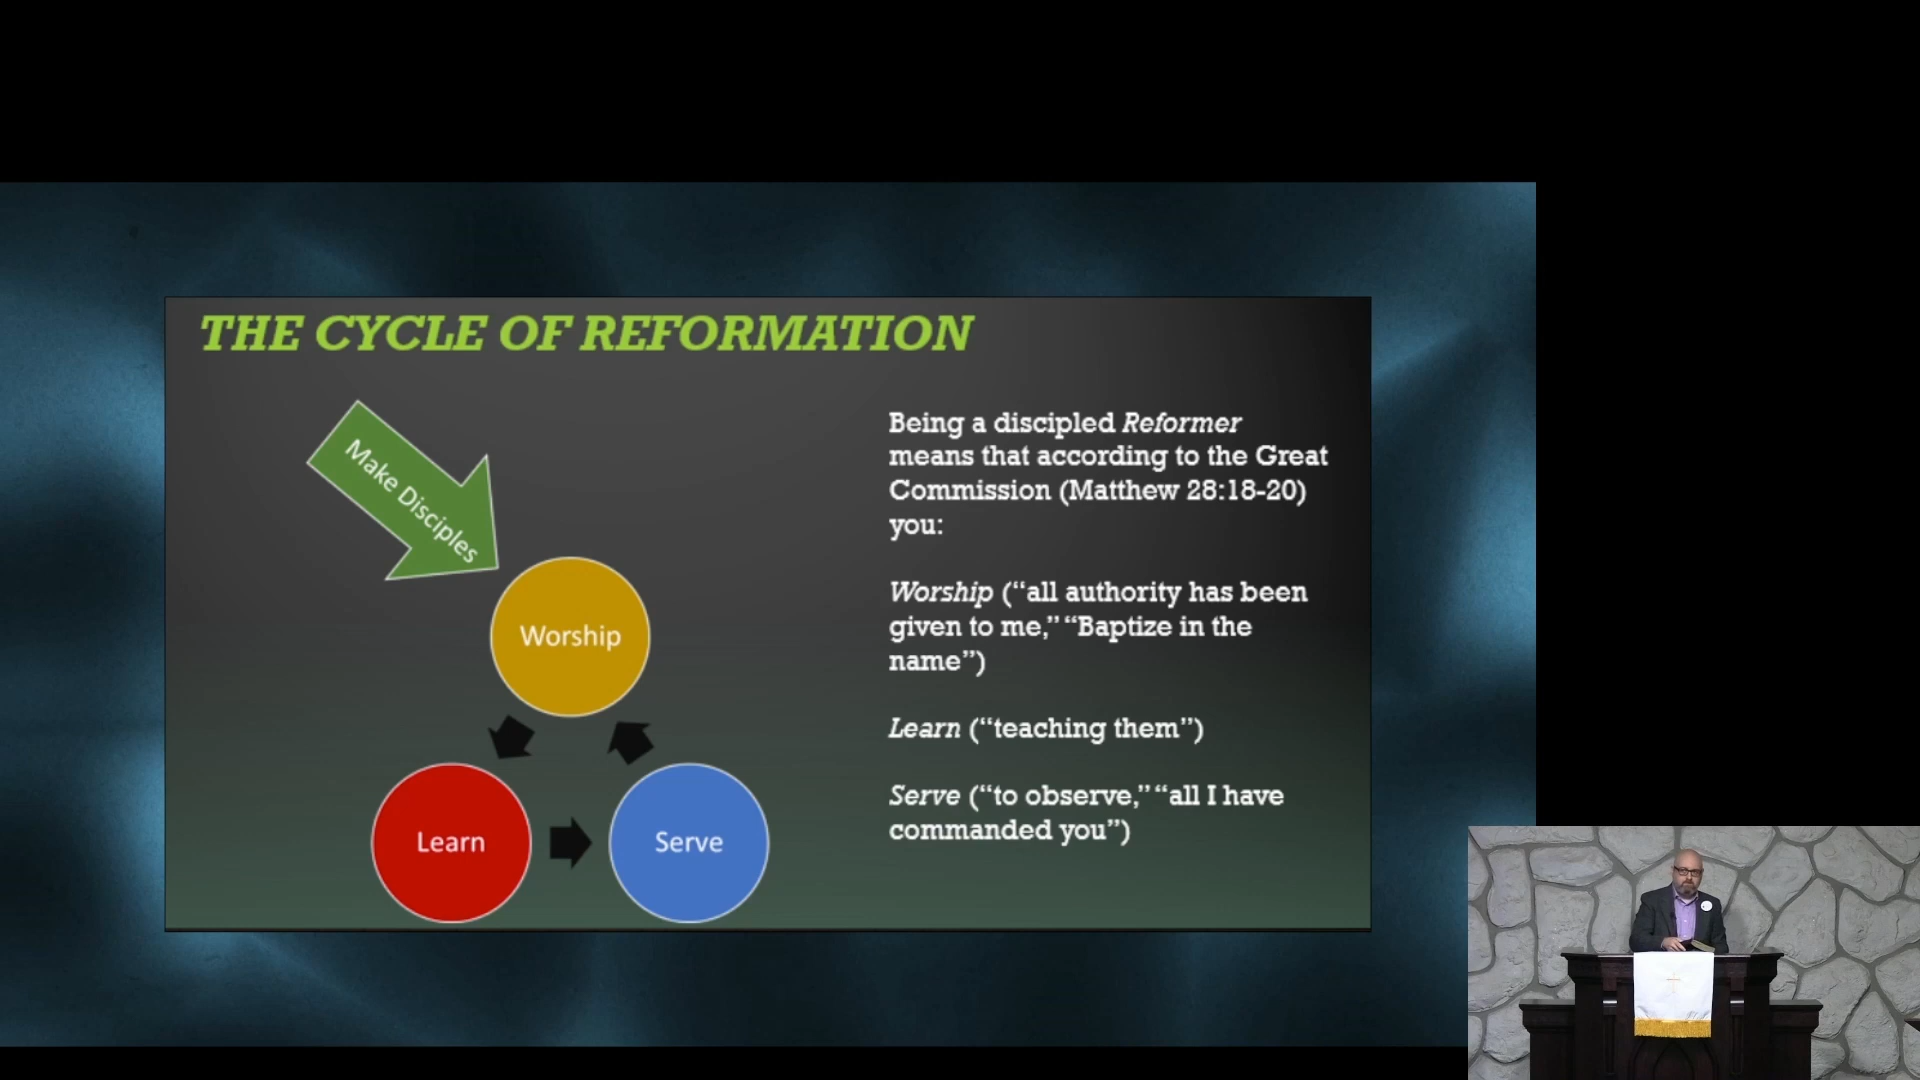 THE CYCLE OF REFORMATION
Make Disciples
Worship
Learn
Serve
Being a discipled Reformer
means that according to the Great
Commission (Matthew 28:18-20)
you:
Worship (“all authority has been
given to me,” “Baptize in the
name”)
Learn (“teaching them”)
Serve (“to observe,” “all I have
commanded you”)